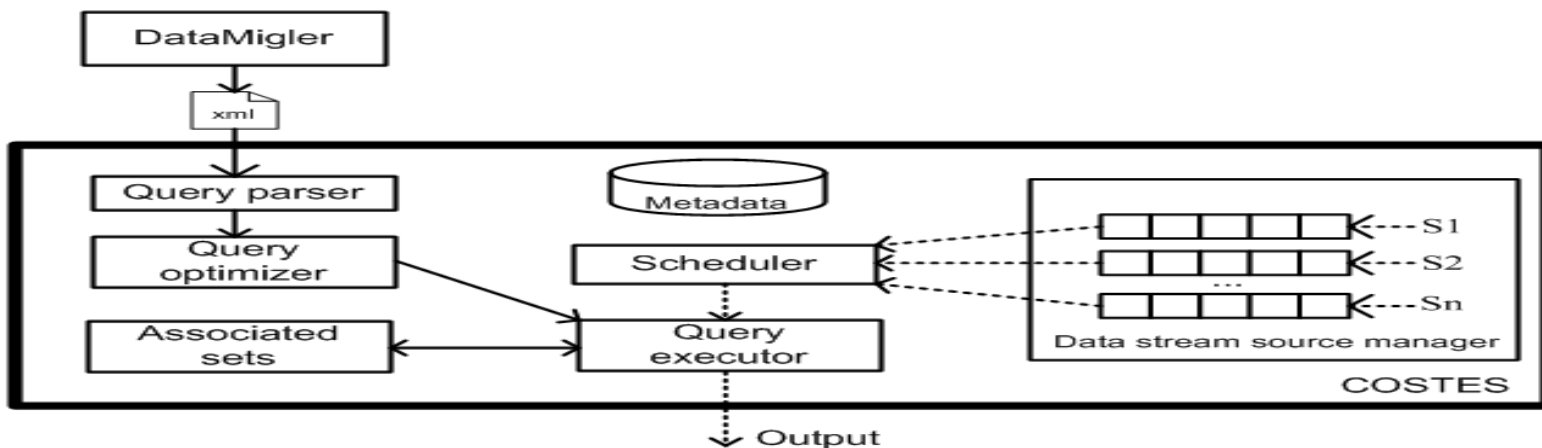 DataMigler
xml
Query parser
Metadata
Query
optimizer
Scheduler
S1
S2
...
Sn
Associated
sets
Query
executor
Data stream source manager
COSTES
Output